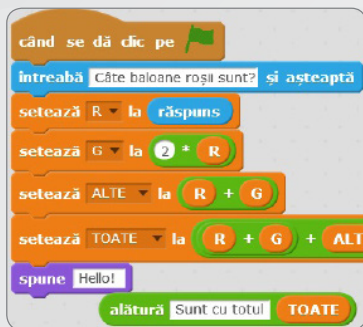 când se dă clic pe
întreabă Câte baloane roșii sunt? și așteaptă
setează R la răspuns
setează G la 2 * R
setează ALTE la R + G
setează TOATE la R + G + ALT
spune Hello!
alătură Sunt cu totul TOATE